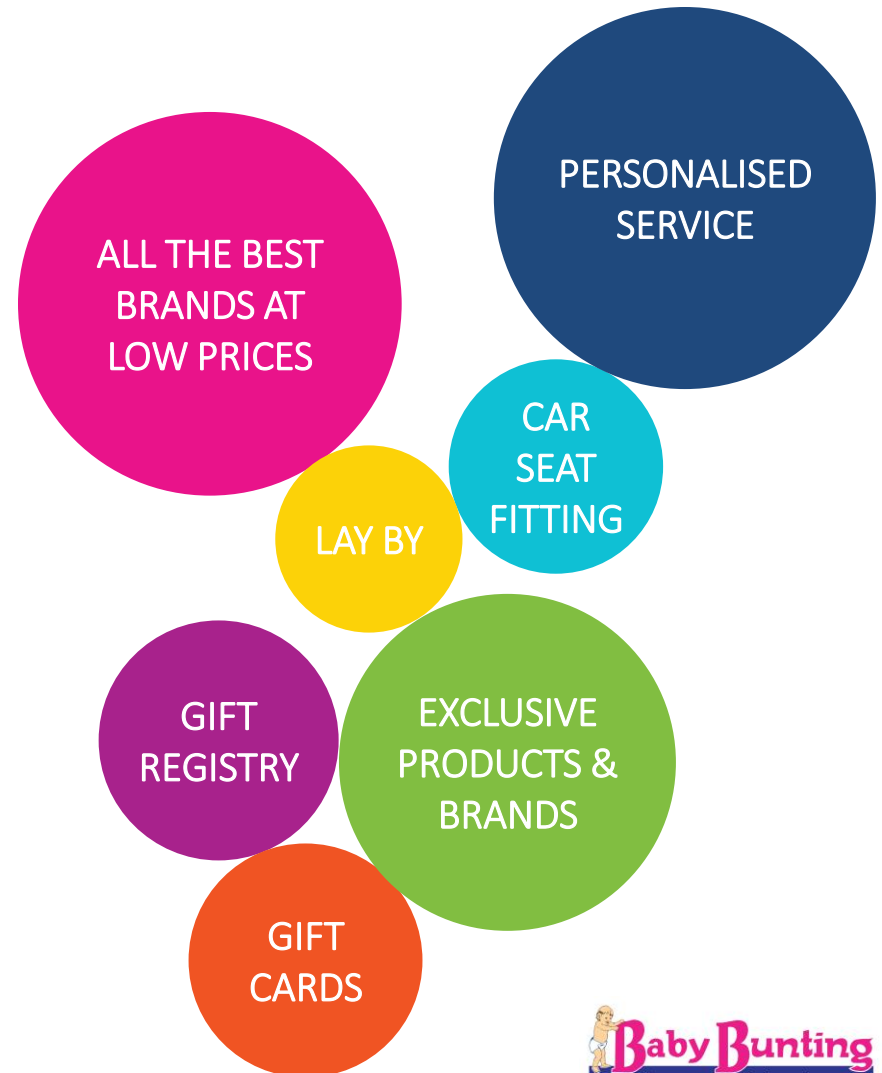 PERSONALISED
SERVICE
ALL THE BEST
BRANDS AT
LOW PRICES
CAR
SEAT
FITTING
LAY BY
GIFT
REGISTRY
EXCLUSIVE
PRODUCTS &
BRANDS
GIFT
CARDS
Baby Bunting